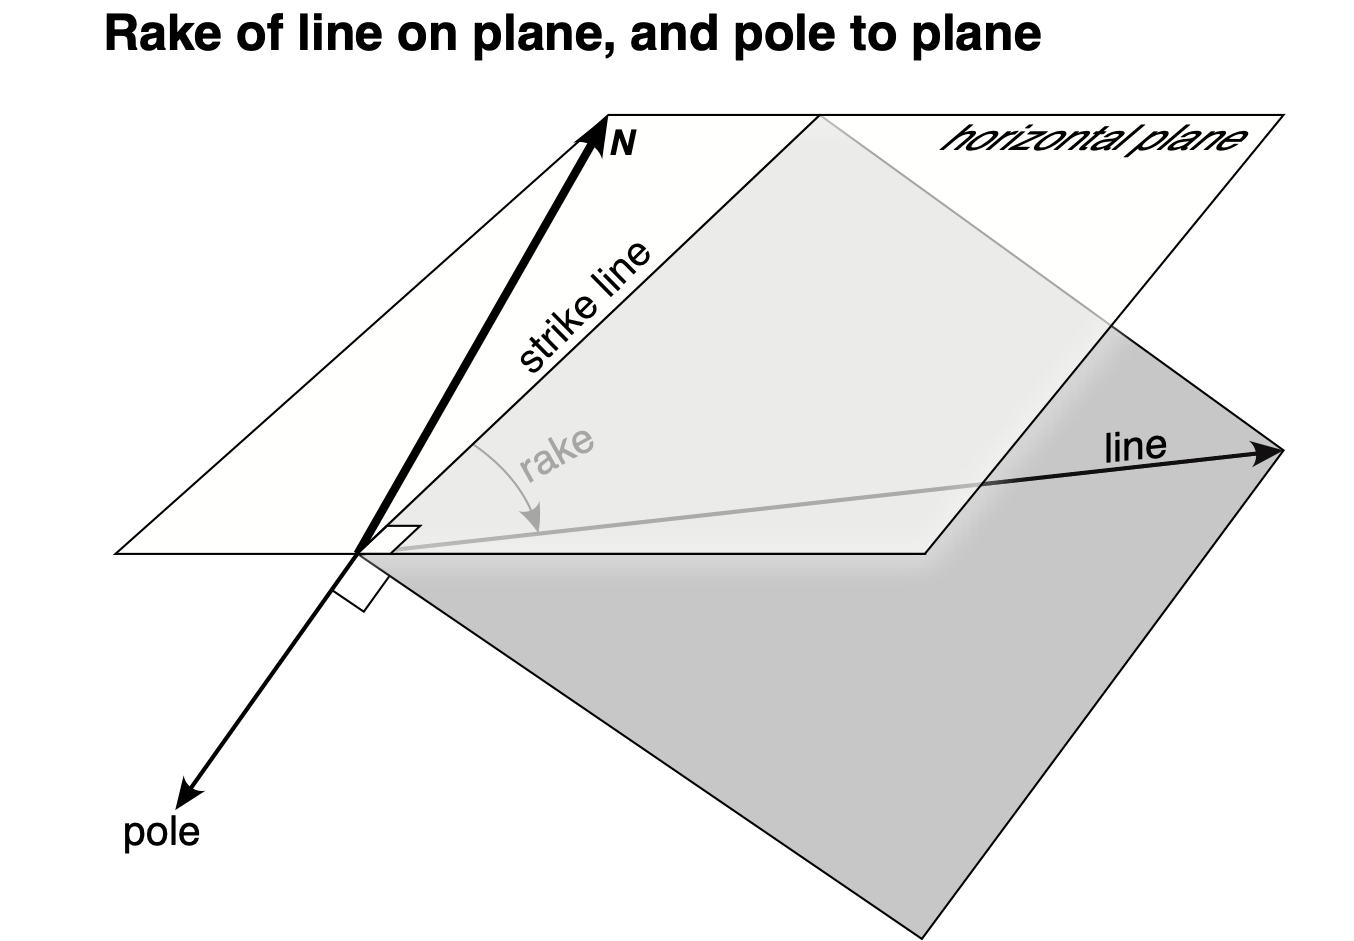 Rake of line on plane, and pole to plane
N
horizontal plane
strike line
rake
line
pole